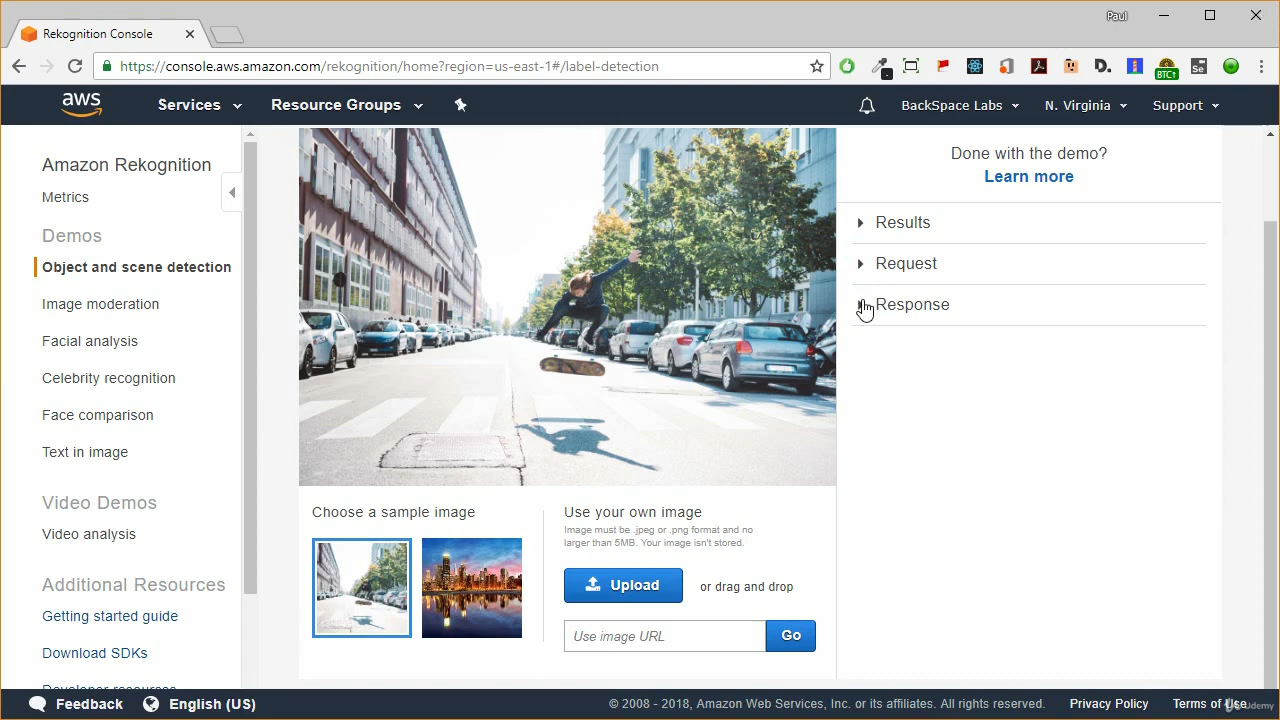 Paul
Rekognition Console
https://console.aws.amazon.com/rekognition/home?region=us-east-1#/label-detection
D.
BTC↑
Se
aws
Services
Resource Groups
BackSpace Labs
N. Virginia
Support
Amazon Rekognition
Metrics
Demos
Object and scene detection
Image moderation
Facial analysis
Celebrity recognition
Face comparison
Text in image
Video Demos
Video analysis
Additional Resources
Getting started guide
Download SDKs
Developer resources
Done with the demo?
Learn more
Results
Request
Response
Choose a sample image
Use your own image
Image must be .jpeg or .png format and no
larger than 5MB. Your image isn't stored.
Upload
or drag and drop
Use image URL
Go
Feedback
English (US)
© 2008 - 2018, Amazon Web Services, Inc. or its affiliates. All rights reserved.
Privacy Policy
Terms of Use
Udemy